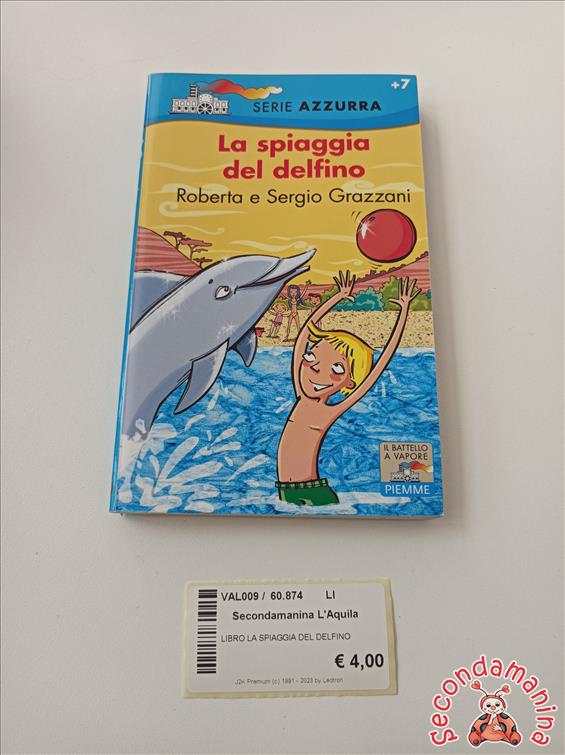 +7
SERIE AZZURRA
La spiaggia
del delfino
Roberta e Sergio Grazzani
IL BATTELLO
A VAPORE
PIEMME
VAL009 / 60.874 LI
Secondamanina L'Aquila
LIBRO LA SPIAGGIA DEL DELFINO
€ 4,00
J2K Premium (c) 1991 - 2023 by Leotron
Secondamanina